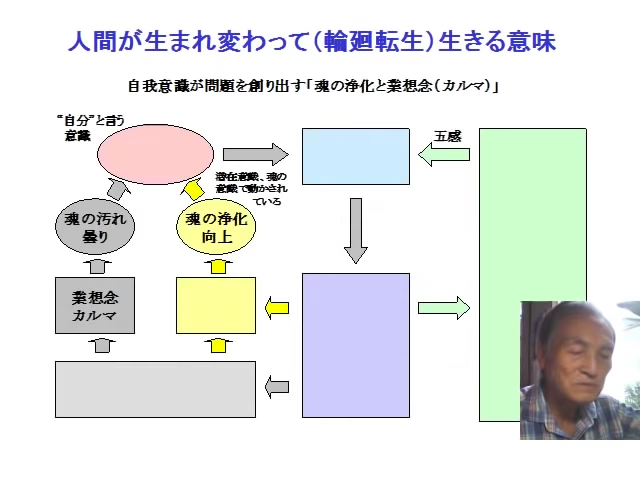 人間が生まれ変わって（輪廻転生）生きる意味
自我意識が問題を創り出す「魂の浄化と業想念（カルマ）」
“自分”と言う
意識
五感
潜在意識、魂の
意識で動かされ
ている
魂の汚れ
曇り
魂の浄化
向上
業想念
カルマ